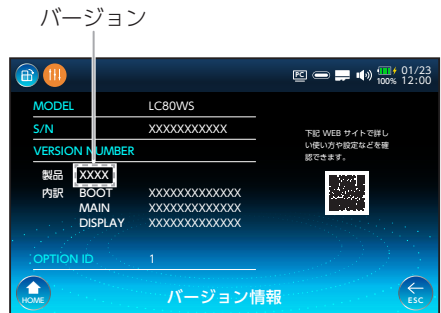 バージョン
PC
100%
01/23
12:00
MODEL LC80WS
S/N XXXXXXXXXXX
VERSION NUMBER
製品 XXXX
内訳 BOOT XXXXXXXXXXXXX
MAIN XXXXXXXXXXXXX
DISPLAY XXXXXXXXXXXXX
OPTION ID 1
下記 WEB サイトで詳し
い使い方や設定などを確
認できます。
HOME
バージョン情報
ESC